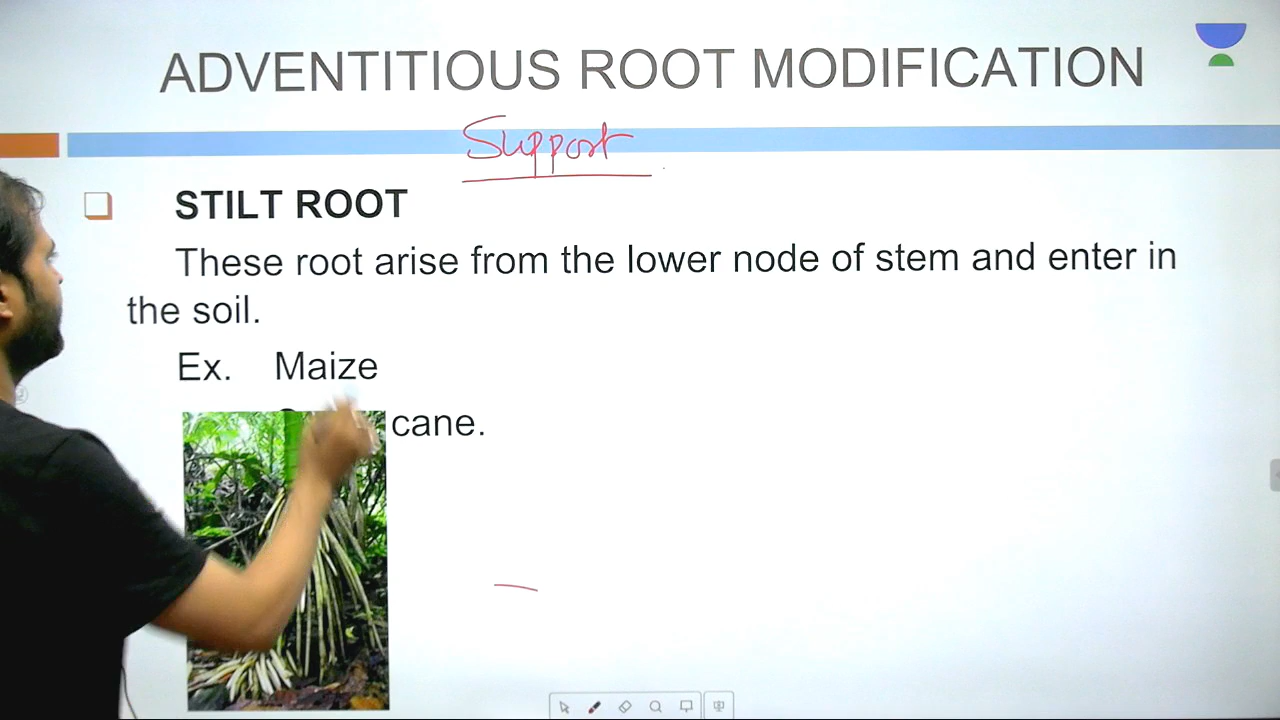 ADVENTITIOUS ROOT MODIFICATION
Support
STILT ROOT
These root arise from the lower node of stem and enter in
the soil.
Ex. Maize
cane.